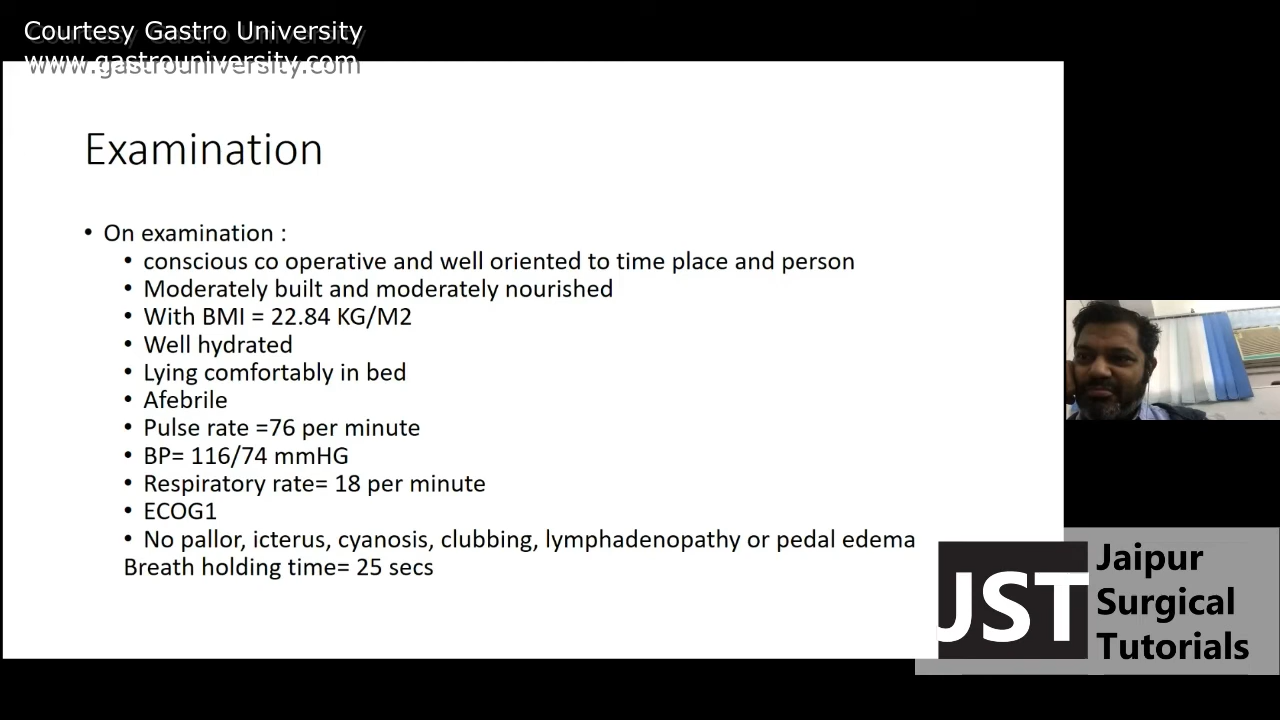 Courtesy Gastro University
www.gastrouniversity.com
Examination
• On examination :
• conscious co operative and well oriented to time place and person
• Moderately built and moderately nourished
• With BMI = 22.84 KG/M2
• Well hydrated
• Lying comfortably in bed
• Afebrile
• Pulse rate =76 per minute
• BP= 116/74 mmHG
• Respiratory rate= 18 per minute
• ECOG1
• No pallor, icterus, cyanosis, clubbing, lymphadenopathy or pedal edema
Breath holding time= 25 secs
JST
Jaipur
Surgical
Tutorials